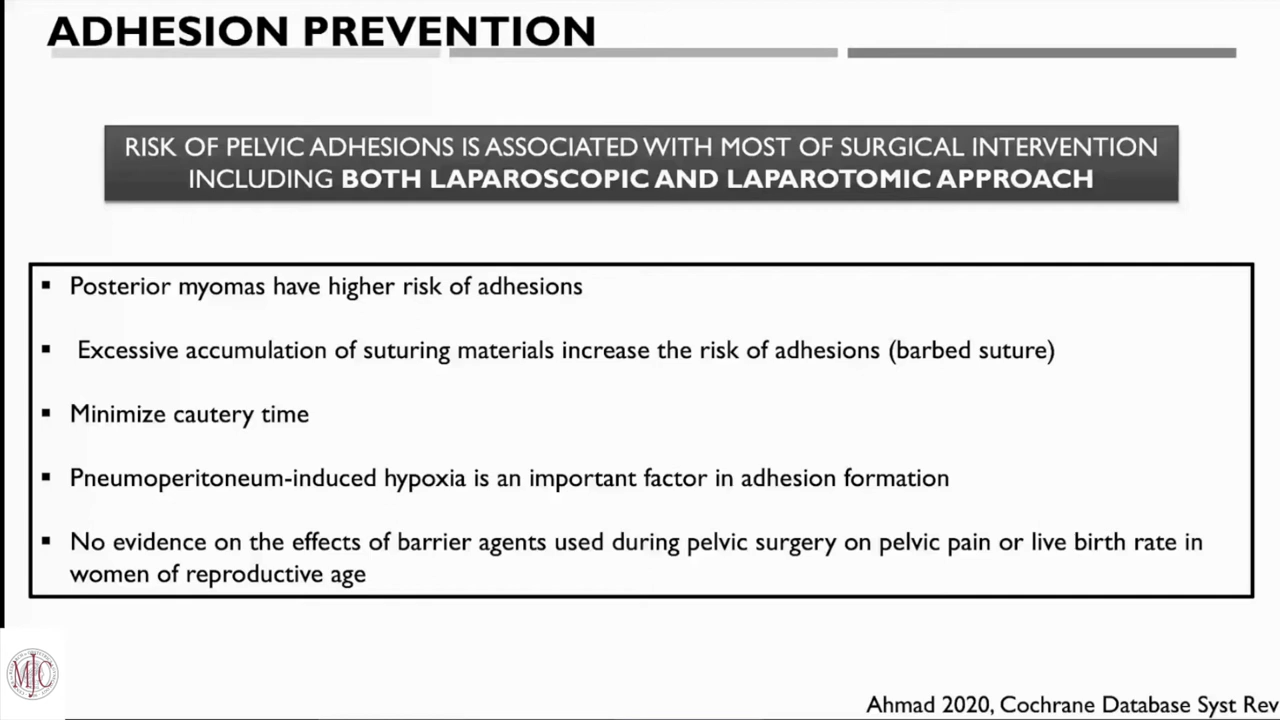 ADHESION PREVENTION
RISK OF PELVIC ADHESIONS IS ASSOCIATED WITH MOST OF SURGICAL INTERVENTION
INCLUDING BOTH LAPAROSCOPIC AND LAPAROTOMIC APPROACH
▪ Posterior myomas have higher risk of adhesions
▪ Excessive accumulation of suturing materials increase the risk of adhesions (barbed suture)
▪ Minimize cautery time
▪ Pneumoperitoneum-induced hypoxia is an important factor in adhesion formation
▪ No evidence on the effects of barrier agents used during pelvic surgery on pelvic pain or live birth rate in
women of reproductive age
MJC
Ahmad 2020, Cochrane Database Syst Rev